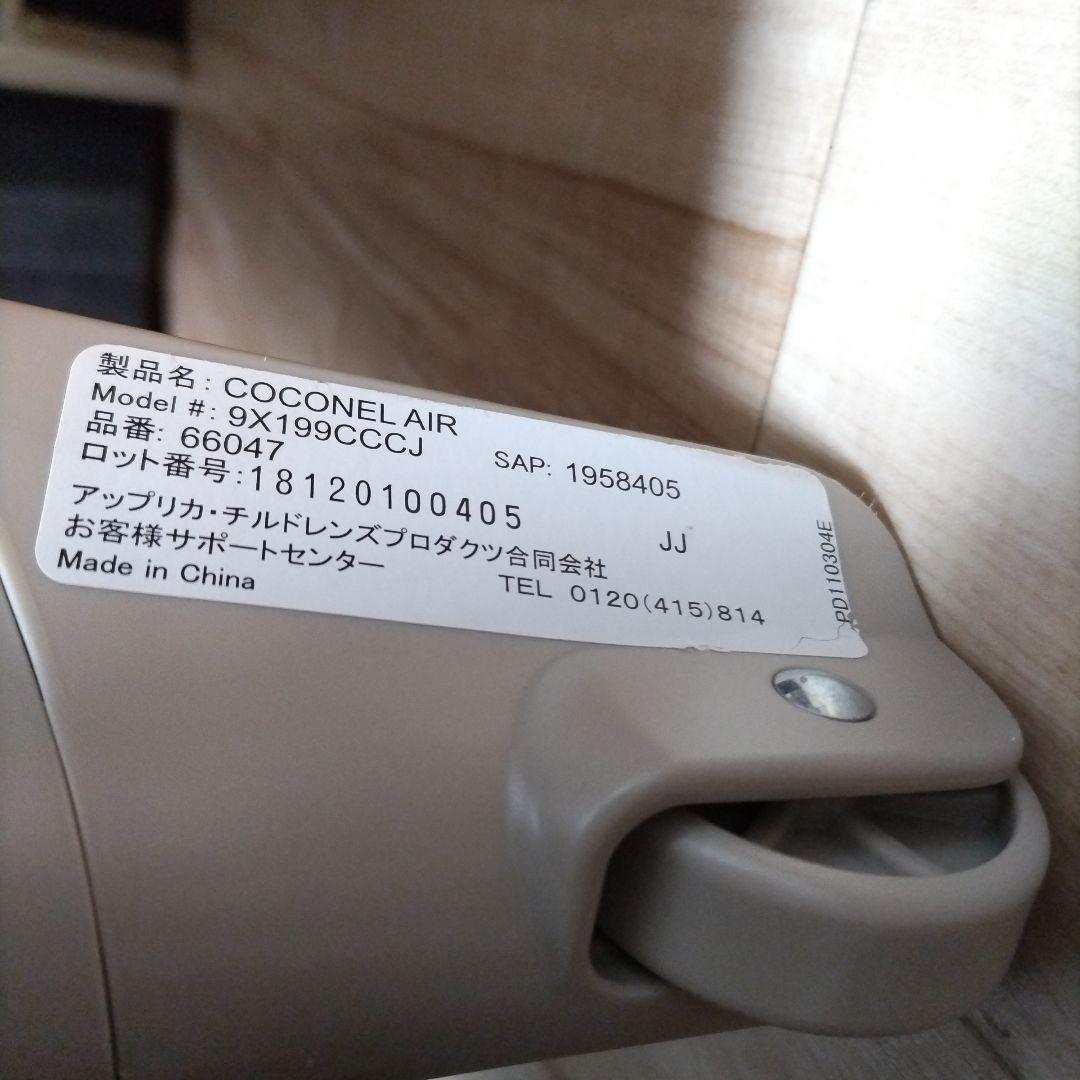 製品名: COCONEL AIR
Model #: 9X199CCCJ
品番: 66047 SAP: 1958405
ロット番号:18120100405
JJ
アップリカ・チルドレンズプロダクツ合同会社
お客様サポートセンター TEL 0120(415)814
Made in China
PD110304E